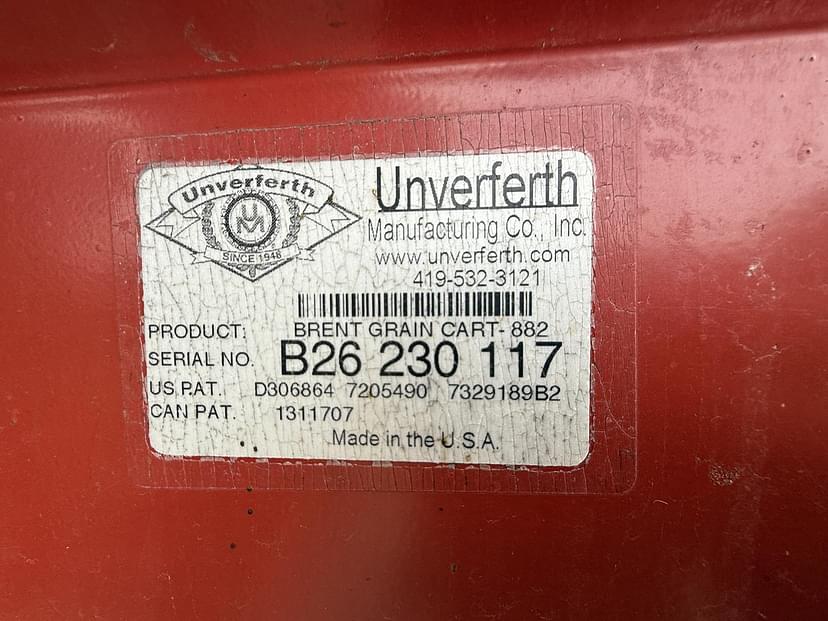 Unverferth
UM
SINCE 1948
Unverferth
Manufacturing Co., Inc.
www.unverferth.com
419-532-3121
PRODUCT: BRENT GRAIN CART- 882
SERIAL NO. B26 230 117
US PAT. D306864 7205490 7329189B2
CAN PAT. 1311707
Made in the U.S.A.